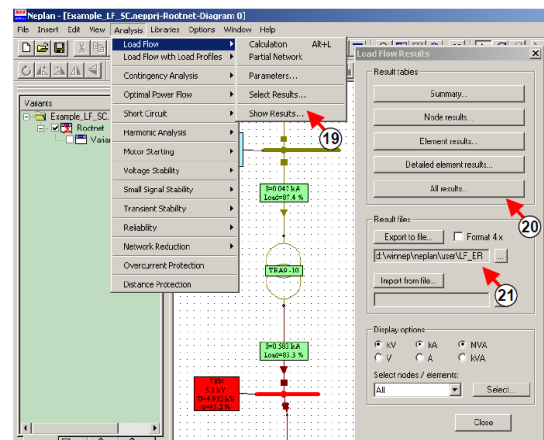 Neplan - [Example_LF_SC.nepprj-Rootnet-Diagram 0]
File Insert Edit View Analysis Libraries Options Window Help
Load Flow
Load Flow with Load Profiles
Contingency Analysis
Optimal Power Flow
Short Circuit
Harmonic Analysis
Motor Starting
Voltage Stability
Small Signal Stability
Transient Stability
Reliability
Network Reduction
Overcurrent Protection
Distance Protection
Calculation Alt+L
Partial Network
Parameters...
Select Results...
Show Results...
19
Variants
Example_LF_SC.
Rootnet
Varian
I=0.047 kA
Load=87.4 %
TRA9-10
I=0.580 kA
Load=83.3 %
Load Flow Results
Result tables
Summary...
Node results...
Element results...
Detailed element results...
All results...
20
Result files
Export to file...
Format 4.x
d:\winnep\neplan\user\LF_ER
...
21
Import from file...
Display options
kV kA MVA
V A kVA
Select nodes / elements:
All
Select...
Close